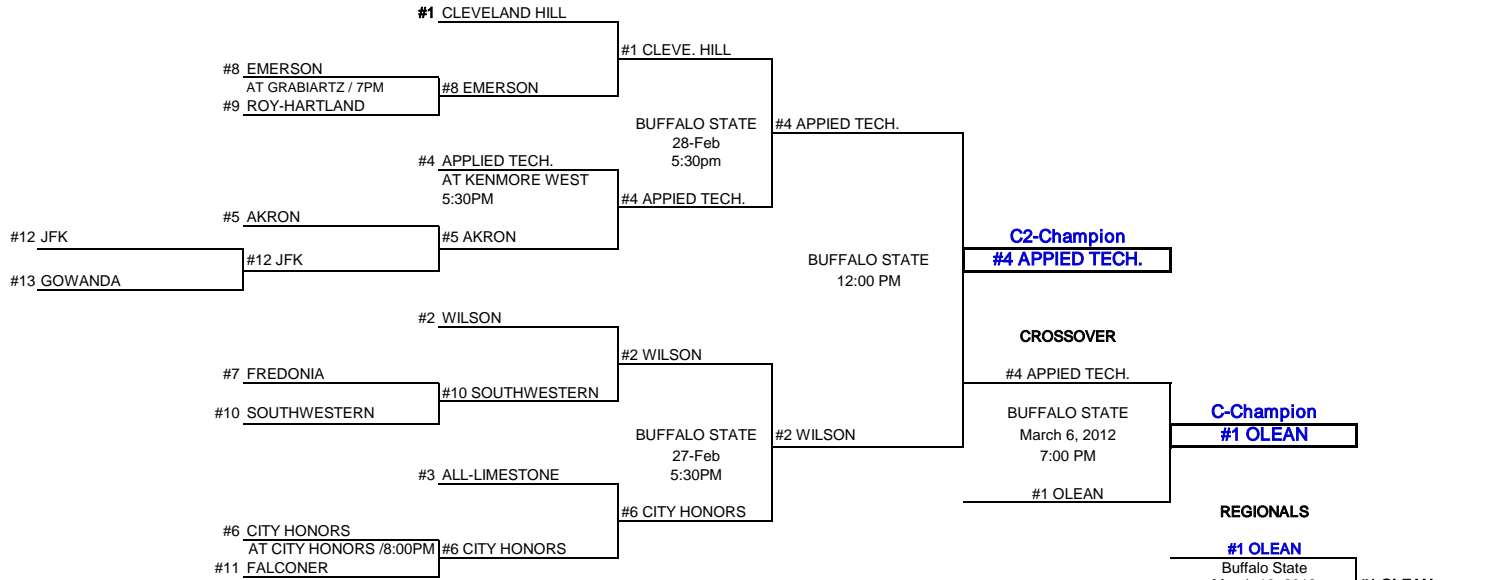 #1 CLEVELAND HILL
#1 CLEVE. HILL
#8 EMERSON
AT GRABIARTZ / 7PM
#8 EMERSON
#9 ROY-HARTLAND
BUFFALO STATE
28-Feb
5:30pm
#4 APPIED TECH.
#4 APPLIED TECH.
AT KENMORE WEST
5:30PM
#4 APPIED TECH.
#5 AKRON
#5 AKRON
#12 JFK
#12 JFK
#13 GOWANDA
BUFFALO STATE
12:00 PM
C2-Champion
#4 APPIED TECH.
#2 WILSON
#2 WILSON
#7 FREDONIA
#10 SOUTHWESTERN
#10 SOUTHWESTERN
BUFFALO STATE
27-Feb
5:30PM
#2 WILSON
#3 ALL-LIMESTONE
#6 CITY HONORS
#6 CITY HONORS
AT CITY HONORS /8:00PM
#6 CITY HONORS
#11 FALCONER
CROSSOVER
#4 APPIED TECH.
BUFFALO STATE
March 6, 2012
7:00 PM
#1 OLEAN
C-Champion
#1 OLEAN
REGIONALS
#1 OLEAN
Buffalo State